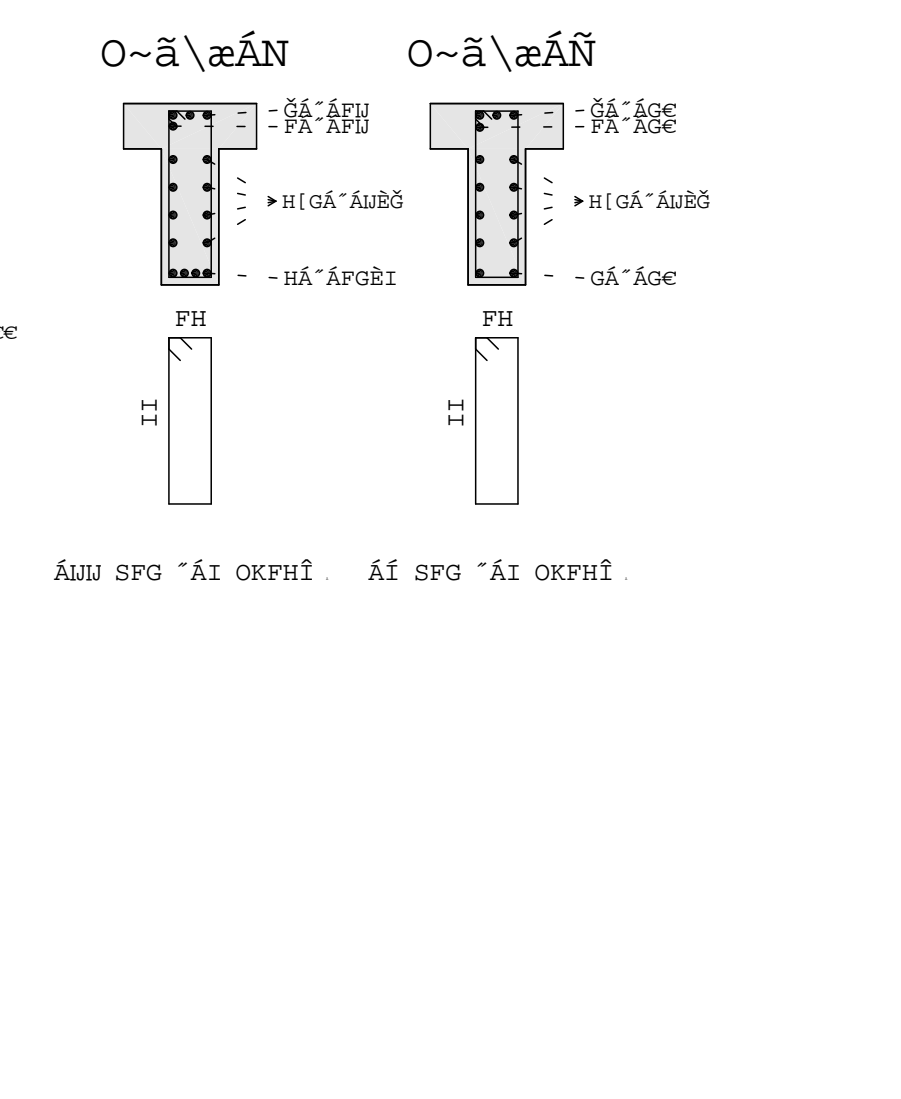 O~ã\æÁN O~ã\æÁÑ
ĞÁ˝ÁFIJ ĞÁ˝ÁG€
FÁ˝ÁFIJ FÁ˝ÁG€
H[GÁ˝ÁIJÈĞ H[GÁ˝ÁIJÈĞ
HÁ˝ÁFGÈI GÁ˝ÁG€
FH FH
€
II II
ÁIJIJ SFG ˝ÁI OKFHÎ ÁÍ SFG ˝ÁI OKFHÎ